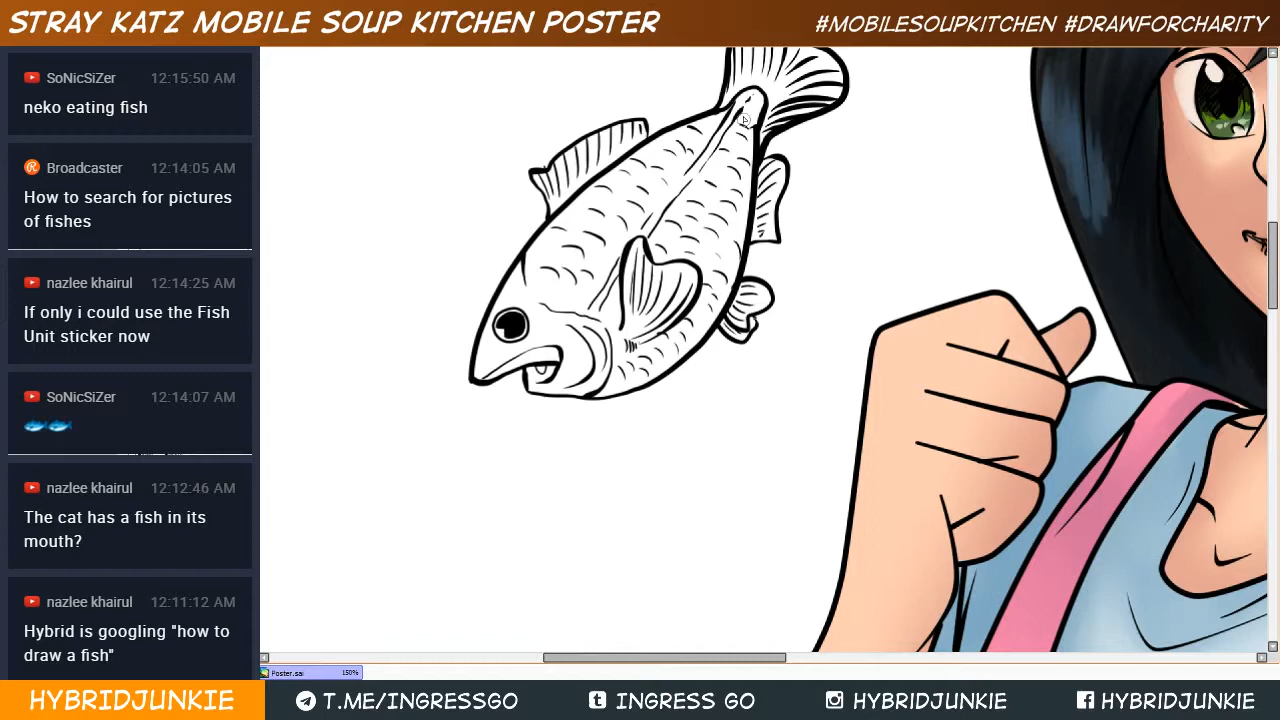 STRAY KATZ MOBILE SOUP KITCHEN POSTER
#MOBILESOUPKITCHEN #DRAWFORCHARITY
SoNicSiZer 12:15:50 AM
neko eating fish
Broadcaster 12:14:05 AM
How to search for pictures
of fishes
nazlee khairul 12:14:25 AM
If only i could use the Fish
Unit sticker now
SoNicSiZer 12:14:07 AM
🐟🐟
nazlee khairul 12:12:46 AM
The cat has a fish in its
mouth?
nazlee khairul 12:11:12 AM
Hybrid is googling "how to
draw a fish"
Poster.sai 150%
HYBRIDJUNKIE T.ME/INGRESSGO INGRESS GO HYBRIDJUNKIE HYBRIDJUNKIE